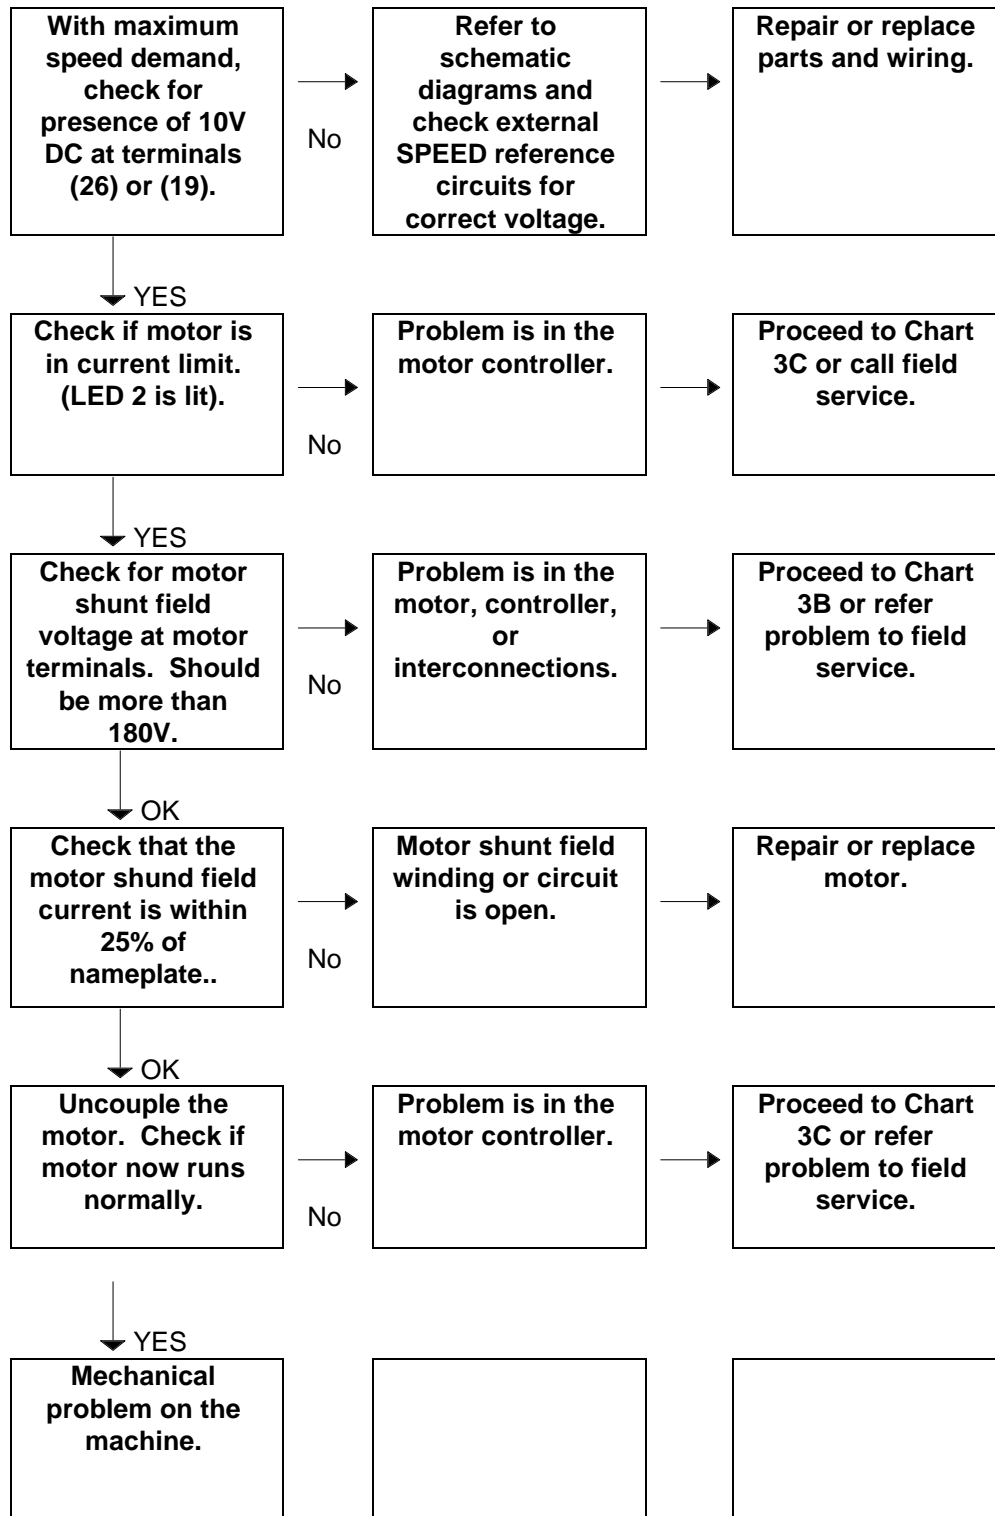 With maximum
speed demand,
check for
presence of 10V
DC at terminals
(26) or (19).
No
Refer to
schematic
diagrams and
check external
SPEED reference
circuits for
correct voltage.
Repair or replace
parts and wiring.
YES
Check if motor is
in current limit.
(LED 2 is lit).
No
Problem is in the
motor controller.
Proceed to Chart
3C or call field
service.
YES
Check for motor
shunt field
voltage at motor
terminals.  Should
be more than
180V.
No
Problem is in the
motor, controller,
or
interconnections.
Proceed to Chart
3B or refer
problem to field
service.
OK
Check that the
motor shund field
current is within
25% of
nameplate..
No
Motor shunt field
winding or circuit
is open.
Repair or replace
motor.
OK
Uncouple the
motor.  Check if
motor now runs
normally.
No
Problem is in the
motor controller.
Proceed to Chart
3C or refer
problem to field
service.
YES
Mechanical
problem on the
machine.